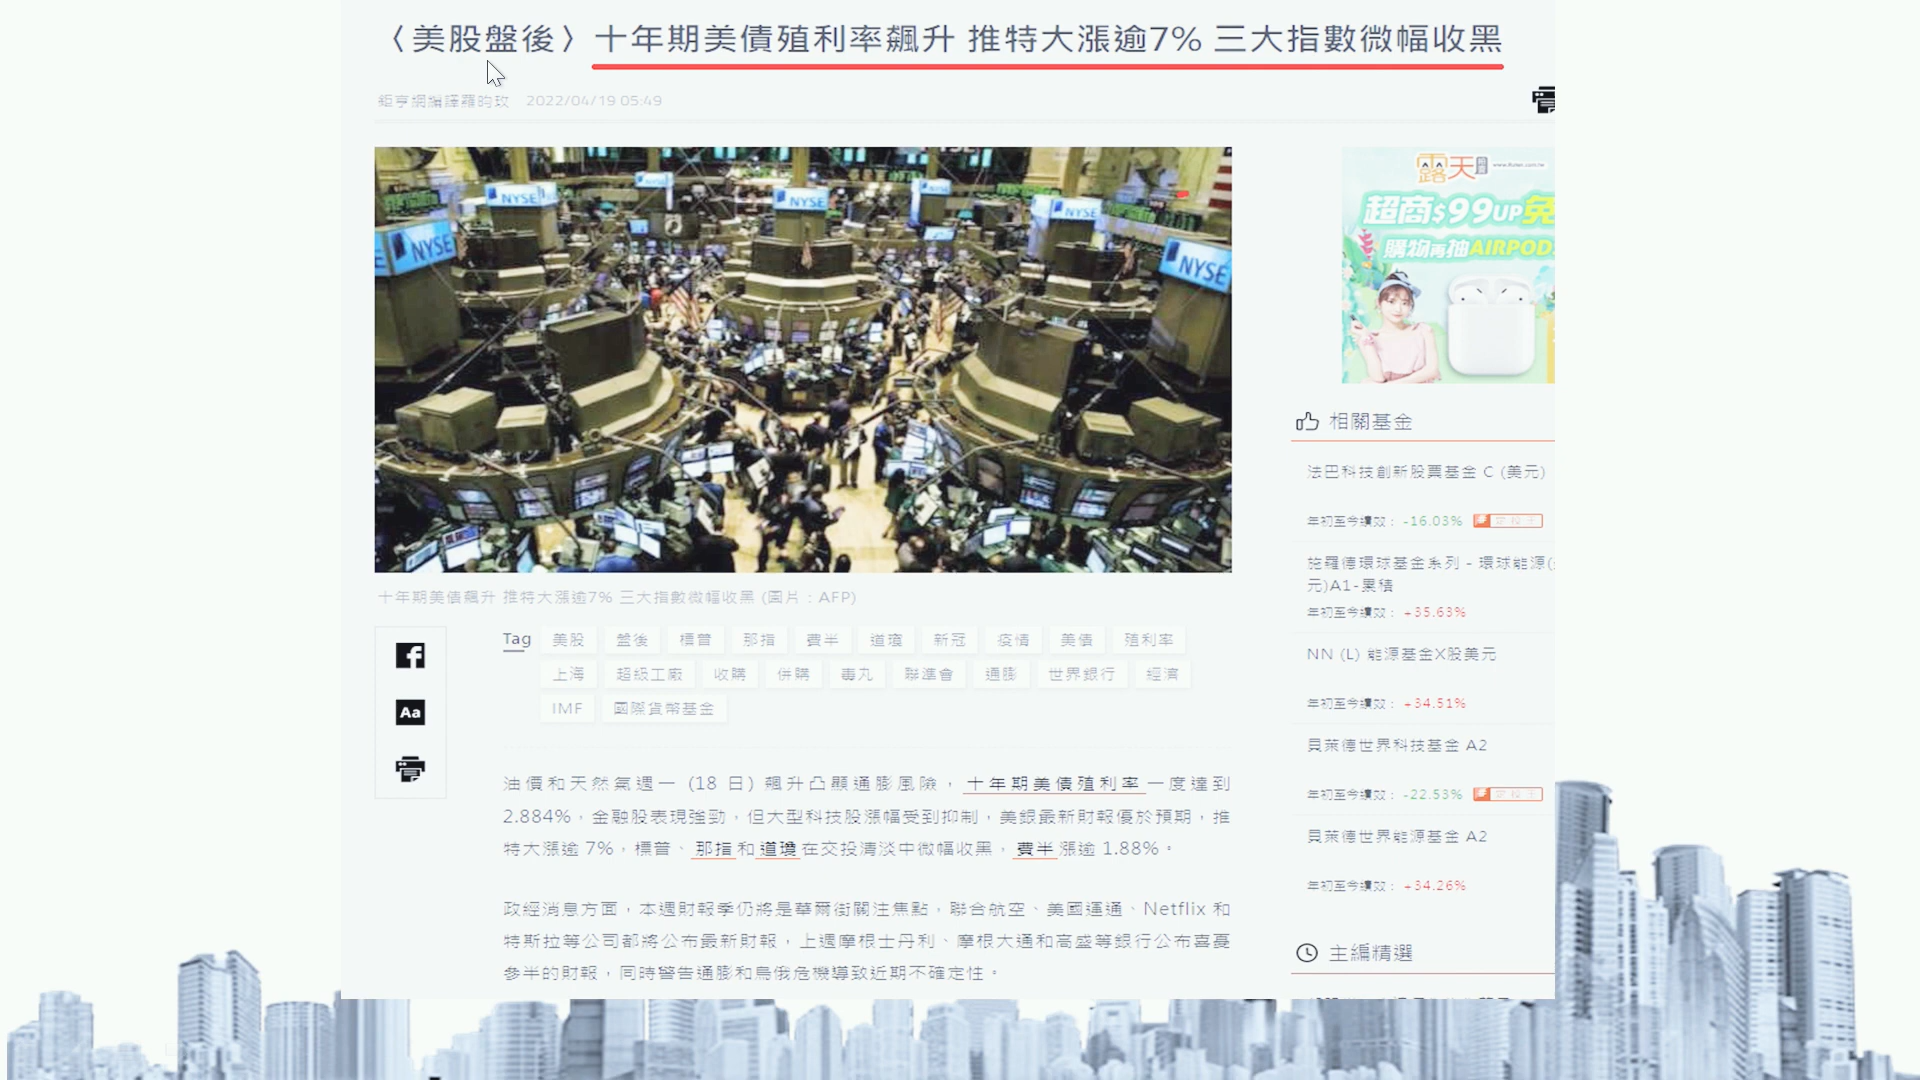 〈美股盤後〉十年期美債殖利率飆升 推特大漲逾7% 三大指數微幅收黑
鉅亨網編譯羅昀玫 2022/04/19 05:49
NYSE
NYSE
NYSE
NYSE
NYSE
露天 www.Ruten.com.tw
超商$99UP免
購物再抽AIRPOD
十年期美債飆升 推特大漲逾7% 三大指數微幅收黑 (圖片：AFP)
Tag 美股 盤後 標普 那指 費半 道瓊 新冠 疫情 美債 殖利率
上海 超級工廠 收購 併購 毒丸 聯準會 通膨 世界銀行 經濟
IMF 國際貨幣基金
Aa
油價和天然氣週一 (18 日) 飆升凸顯通膨風險，十年期美債殖利率一度達到
2.884%，金融股表現強勁，但大型科技股漲幅受到抑制，美銀最新財報優於預期，推
特大漲逾 7%，標普、那指和道瓊在交投清淡中微幅收黑，費半漲逾 1.88%。
政經消息方面，本週財報季仍將是華爾街關注焦點，聯合航空、美國運通、Netflix 和
特斯拉等公司都將公布最新財報，上週摩根士丹利、摩根大通和高盛等銀行公布喜憂
參半的財報，同時警告通膨和烏俄危機導致近期不確定性。
相關基金
法巴科技創新股票基金 C (美元)
年初至今績效： -16.03%
施羅德環球基金系列 - 環球能源(
元)A1-累積
年初至今績效： +35.63%
NN (L) 能源基金X股美元
年初至今績效： +34.51%
貝萊德世界科技基金 A2
年初至今績效： -22.53%
貝萊德世界能源基金 A2
年初至今績效： +34.26%
主編精選